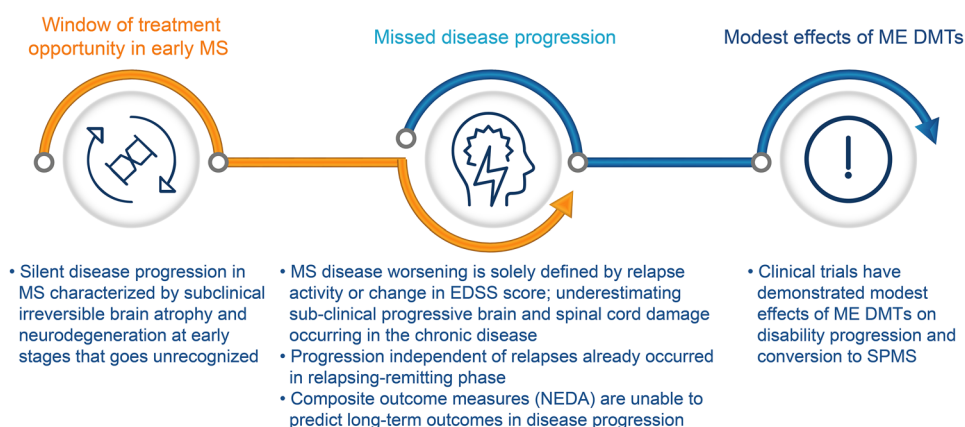 Window of treatment
opportunity in early MS
Missed disease progression
Modest effects of ME DMTs
• Silent disease progression in
MS characterized by subclinical
irreversible brain atrophy and
neurodegeneration at early
stages that goes unrecognized
• MS disease worsening is solely defined by relapse
activity or change in EDSS score; underestimating
sub-clinical progressive brain and spinal cord damage
occurring in the chronic disease
• Progression independent of relapses already occurred
in relapsing-remitting phase
• Composite outcome measures (NEDA) are unable to
predict long-term outcomes in disease progression
• Clinical trials have
demonstrated modest
effects of ME DMTs on
disability progression and
conversion to SPMS